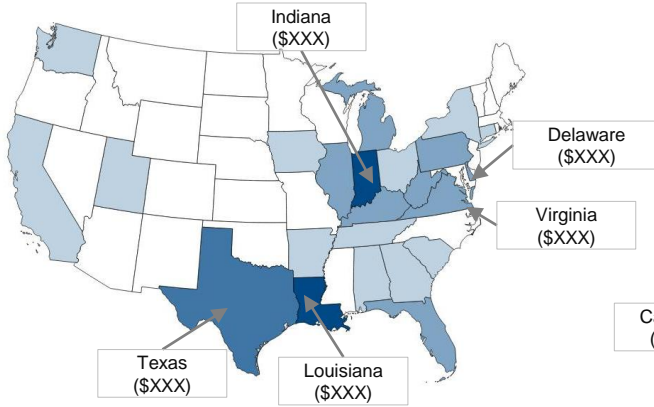 Indiana
($XXX)
Delaware
($XXX)
Virginia
($XXX)
Texas
($XXX)
Louisiana
($XXX)